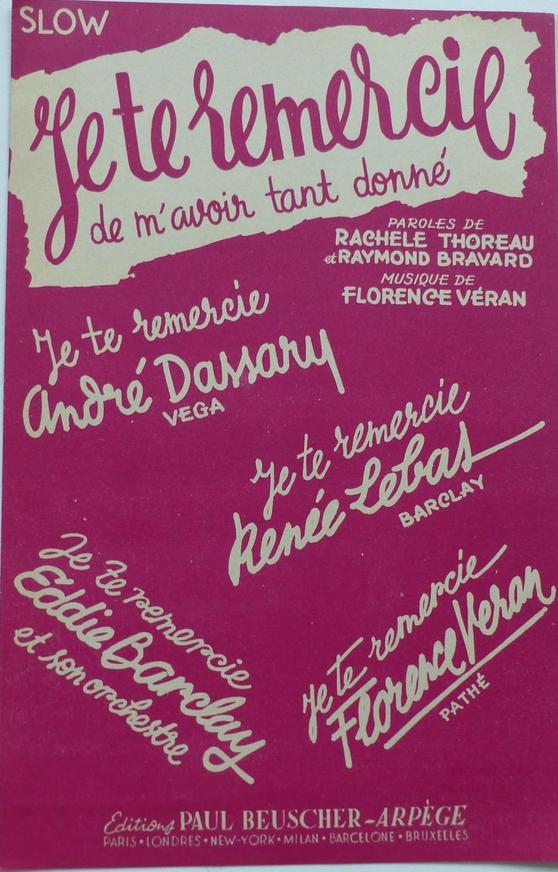 SLOW
Je te remercie
de m'avoir tant donné
PAROLES DE
RACHELE THOREAU
et RAYMOND BRAVARD
MUSIQUE DE
FLORENCE VÉRAN
Je te remercie
André Dassary
VEGA
Je te remercie
Renée Lebas
BARCLAY
Je te remercie
Eddie Barclay
et son orchestre
Je te remercie
Florence Veran
PATHÉ
Editions PAUL BEUSCHER-ARPÈGE
PARIS • LONDRES • NEW-YORK • MILAN • BARCELONE • BRUXELLES